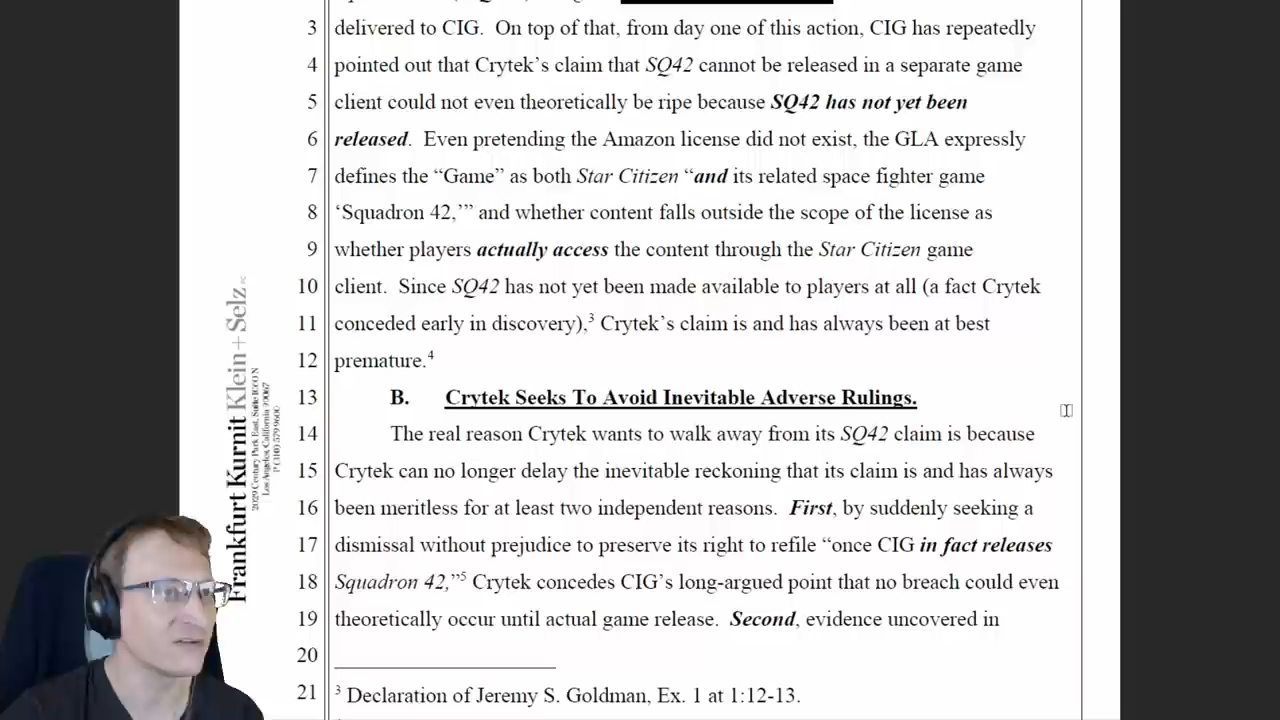 3 delivered to CIG. On top of that, from day one of this action, CIG has repeatedly
4 pointed out that Crytek's claim that SQ42 cannot be released in a separate game
5 client could not even theoretically be ripe because SQ42 has not yet been
6 released. Even pretending the Amazon license did not exist, the GLA expressly
7 defines the “Game” as both Star Citizen “and its related space fighter game
8 ‘Squadron 42,’” and whether content falls outside the scope of the license as
9 whether players actually access the content through the Star Citizen game
10 client. Since SQ42 has not yet been made available to players at all (a fact Crytek
11 conceded early in discovery),3 Crytek's claim is and has always been at best
12 premature.4
13 B. Crytek Seeks To Avoid Inevitable Adverse Rulings.
14 The real reason Crytek wants to walk away from its SQ42 claim is because
15 Crytek can no longer delay the inevitable reckoning that its claim is and has always
16 been meritless for at least two independent reasons. First, by suddenly seeking a
17 dismissal without prejudice to preserve its right to refile “once CIG in fact releases
18 Squadron 42,”5 Crytek concedes CIG's long-argued point that no breach could even
19 theoretically occur until actual game release. Second, evidence uncovered in
20
21 3 Declaration of Jeremy S. Goldman, Ex. 1 at 1:12-13.
Frankfurt Kurnit Klein + Selz PC
2029 Century Park East, Suite
Los Angeles, California 90067